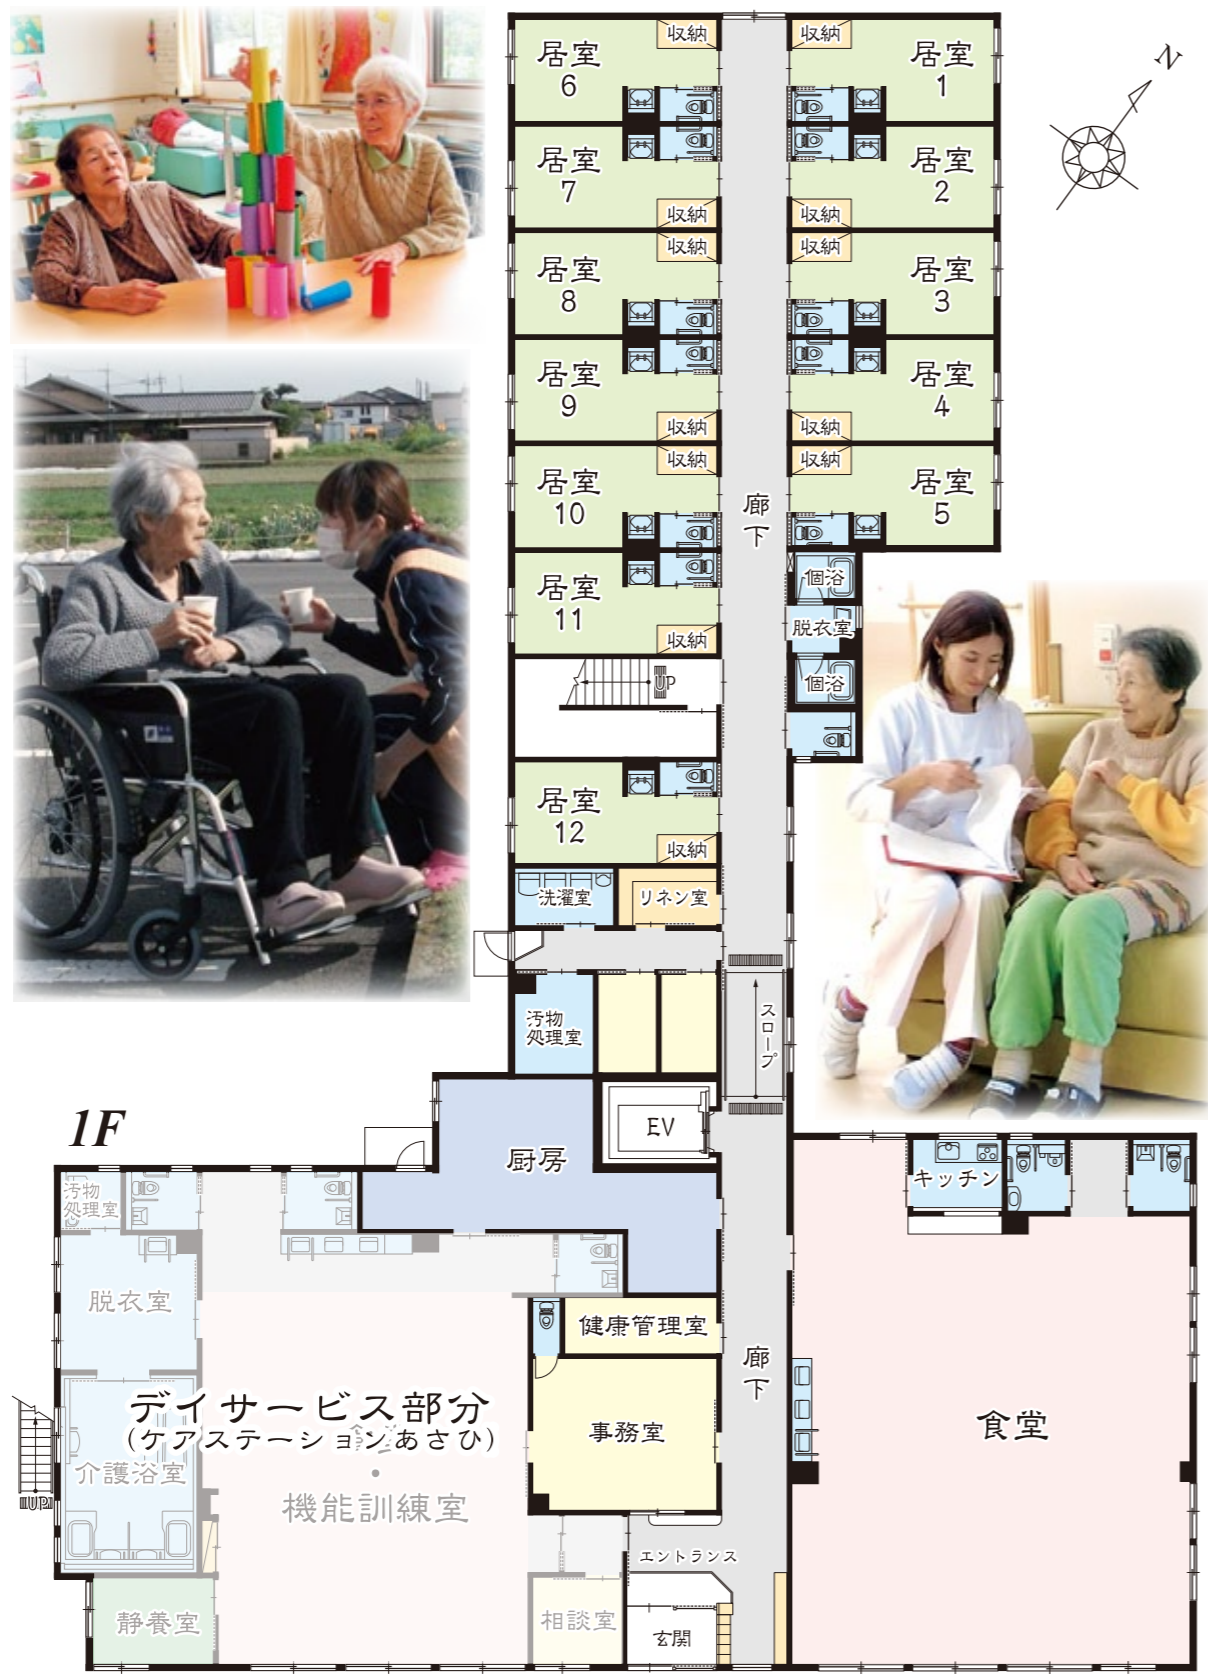 収納
収納
居室
6
居室
1
N
居室
7
居室
2
収納
収納
収納
収納
居室
8
居室
3
居室
9
居室
4
収納
収納
収納
収納
居室
10
居室
5
廊下
居室
11
個浴
脱衣室
収納
UP
個浴
居室
12
収納
洗濯室
リネン室
汚物
処理室
スロープ
1F
EV
厨房
キッチン
汚物
処理室
脱衣室
健康管理室
廊下
デイサービス部分
(ケアステーションあさひ)
事務室
食堂
介護浴室
・
機能訓練室
UP
エントランス
静養室
相談室
玄関